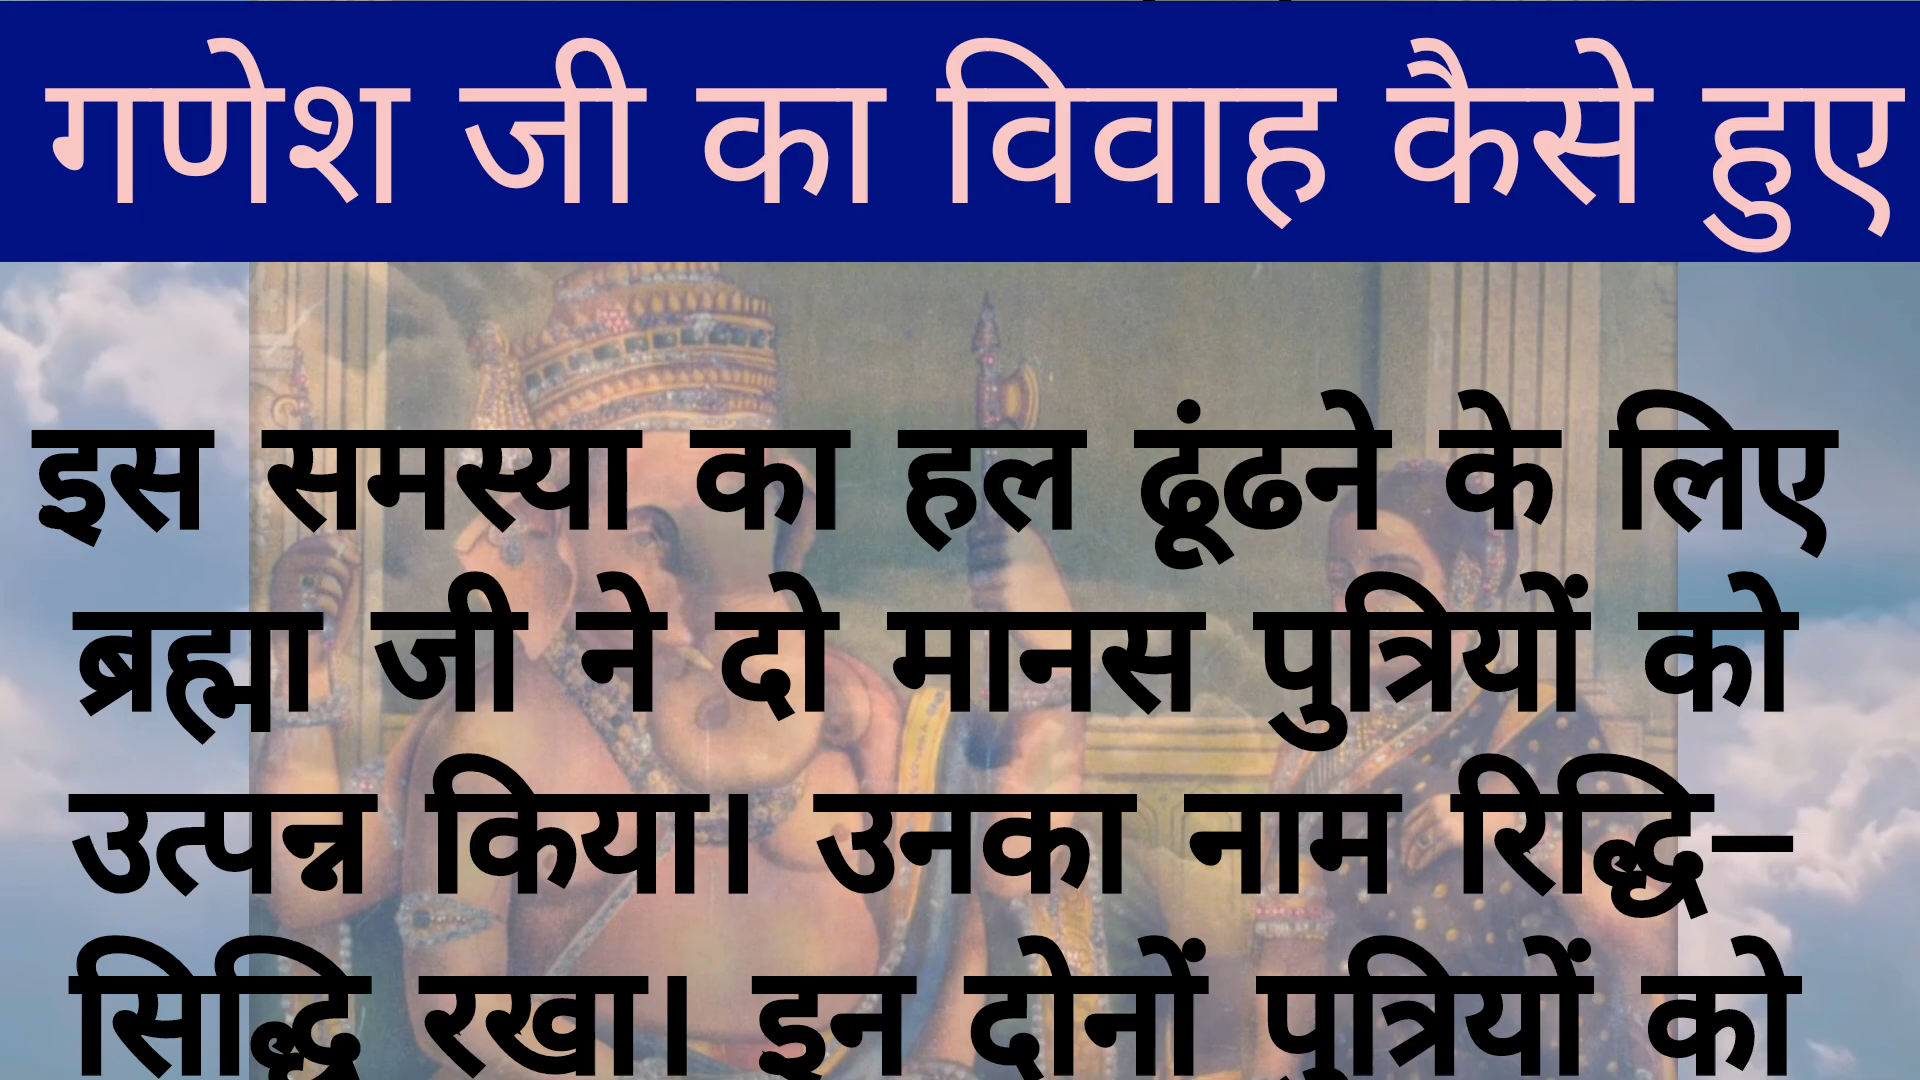 गणेश जी का विवाह कैसे हुए
इस समस्या का हल ढूंढने के लिए
ब्रह्मा जी ने दो मानस पुत्रियों को
उत्पन्न किया। उनका नाम रिद्धि–
सिद्धि रखा। इन दोनों पुत्रियों को